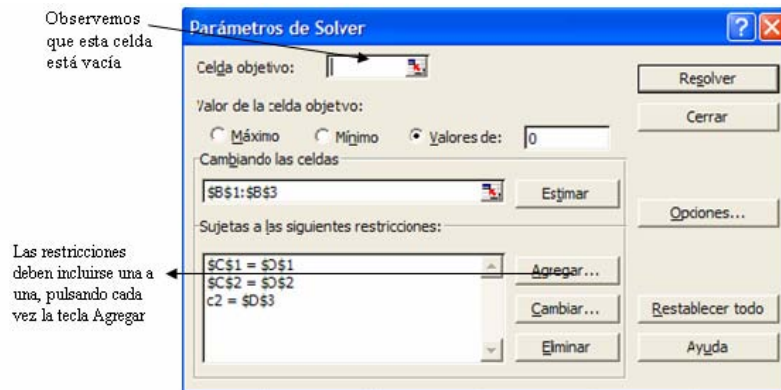 Observemos
que esta celda
está vacía
Parámetros de Solver
Celda objetivo:
Resolver
Valor de la celda objetvo:
Cerrar
Máximo
Mínimo
Valores de:
0
Cambiando las celdas
$B$1:$B$3
Estimar
Opciones...
Sujetas a las siguientes restricciones:
Las restricciones
deben incluirse una a
una, pulsando cada
vez la tecla Agregar
$C$1 = $D$1
$C$2 = $D$2
c2 = $D$3
Agregar...
Cambiar...
Restablecer todo
Eliminar
Ayuda